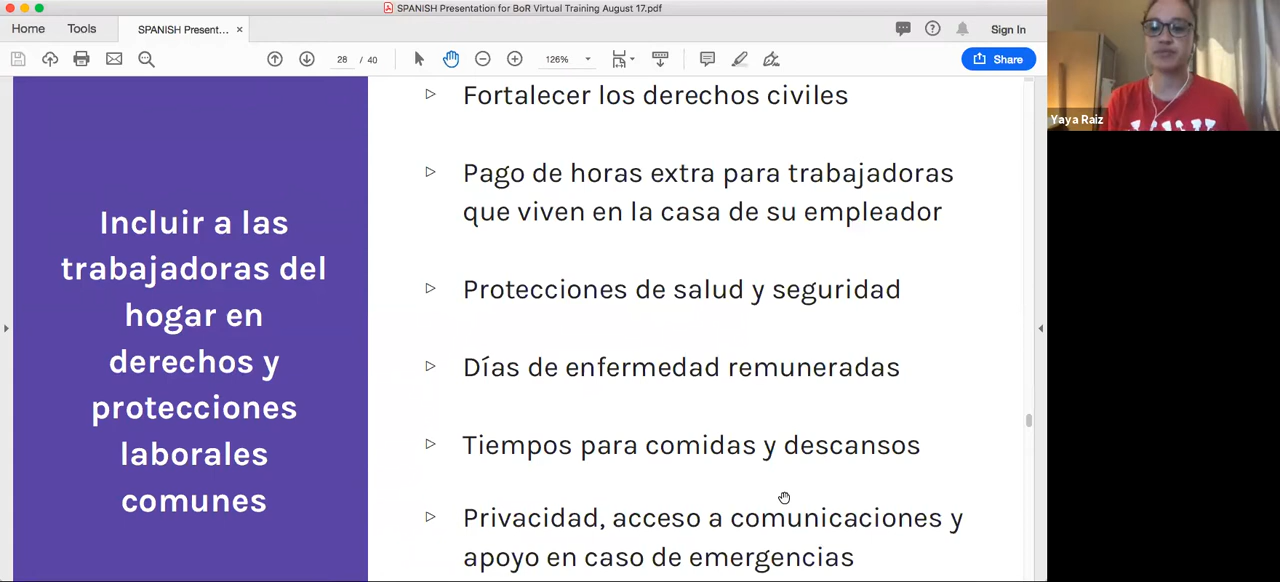 SPANISH Presentation for BoR Virtual Training August 17.pdf
Home
Tools
SPANISH Present...
Sign In
28 / 40
126%
Share
Yaya Raiz
Incluir a las
trabajadoras del
hogar en
derechos y
protecciones
laborales
comunes
Fortalecer los derechos civiles
Pago de horas extra para trabajadoras
que viven en la casa de su empleador
Protecciones de salud y seguridad
Días de enfermedad remuneradas
Tiempos para comidas y descansos
Privacidad, acceso a comunicaciones y
apoyo en caso de emergencias